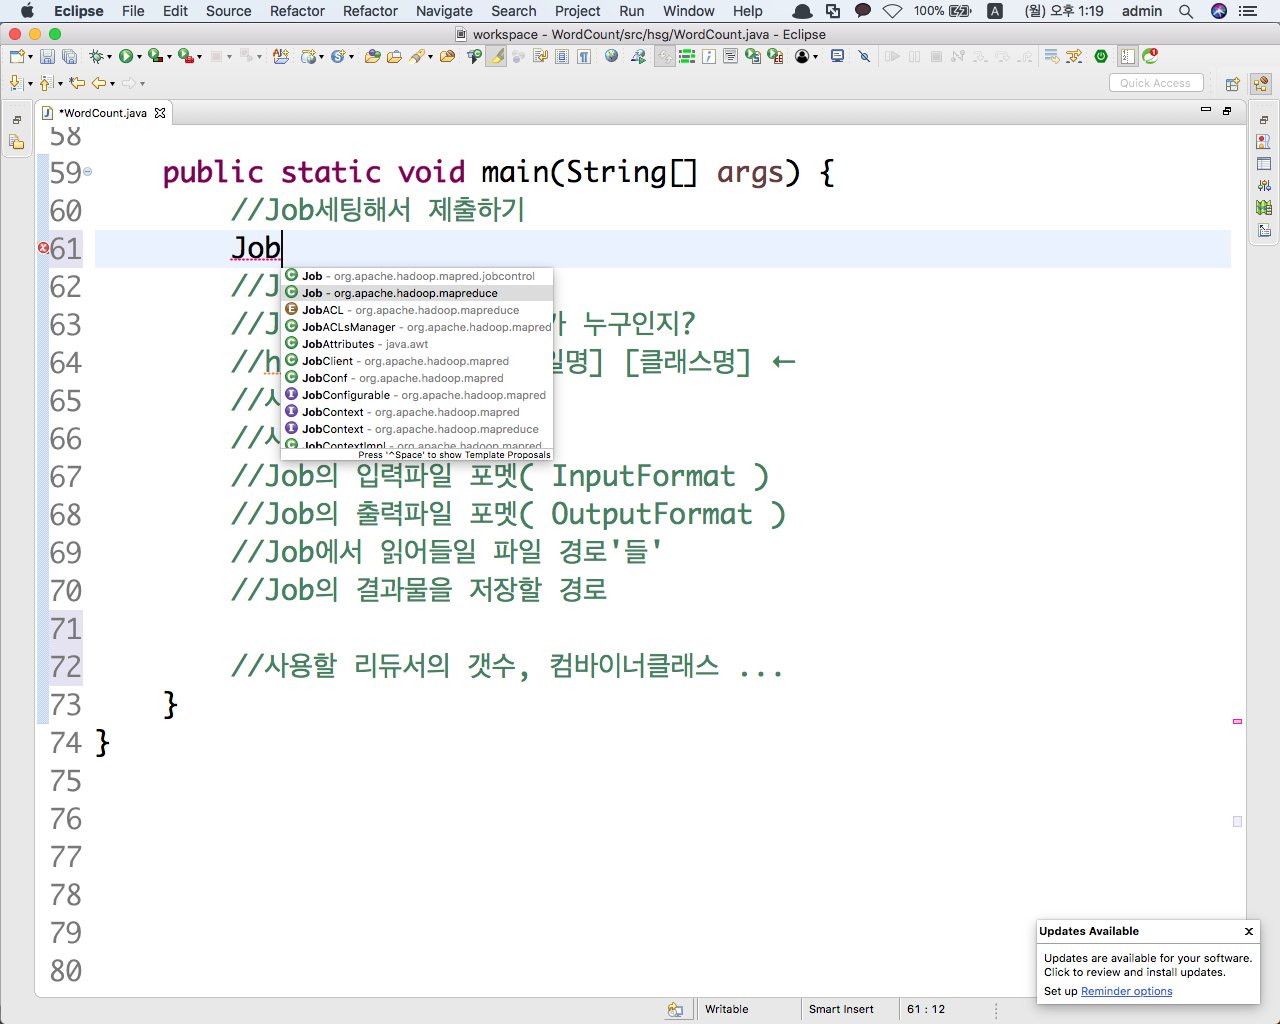 Eclipse File Edit Source Refactor Refactor Navigate Search Project Run Window Help 100% A (월) 오후 1:19 admin
workspace - WordCount/src/hsg/WordCount.java - Eclipse
Quick Access
*WordCount.java
58
59 public static void main(String[] args) {
60 //Job세팅해서 제출하기
61 Job
62 //J
63 //J 가 누구인지?
64 //h 일명] [클래스명] ←
65 //사
66 //사
67 //Job의 입력파일 포멧( InputFormat )
68 //Job의 출력파일 포멧( OutputFormat )
69 //Job에서 읽어들일 파일 경로'들'
70 //Job의 결과물을 저장할 경로
71
72 //사용할 리듀서의 갯수, 컴바이너클래스 ...
73 }
74 }
75
76
77
78
79
80
Job - org.apache.hadoop.mapred.jobcontrol
Job - org.apache.hadoop.mapreduce
JobACL - org.apache.hadoop.mapreduce
JobACLsManager - org.apache.hadoop.mapred
JobAttributes - java.awt
JobClient - org.apache.hadoop.mapred
JobConf - org.apache.hadoop.mapred
JobConfigurable - org.apache.hadoop.mapred
JobContext - org.apache.hadoop.mapred
JobContext - org.apache.hadoop.mapreduce
JobContextImpl - org.apache.hadoop.mapred
Press '^Space' to show Template Proposals
Updates Available
Updates are available for your software.
Click to review and install updates.
Set up Reminder options
Writable Smart Insert 61 : 12